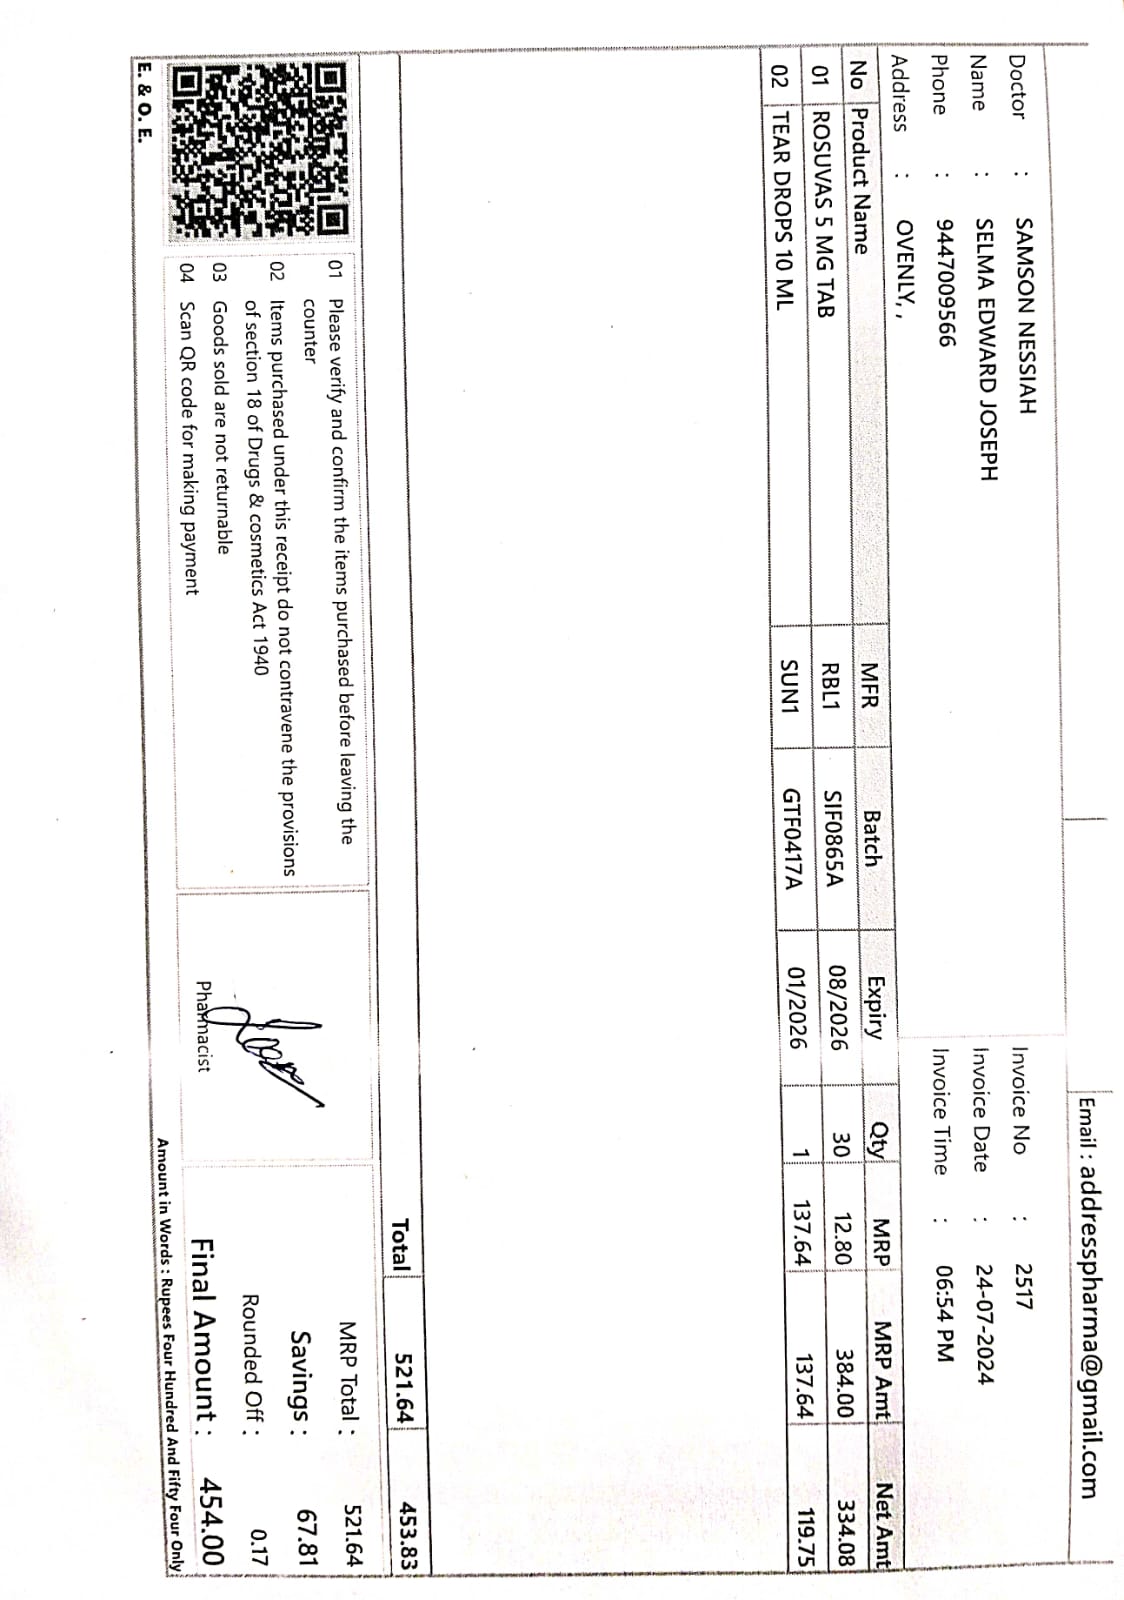 Email : addresspharma@gmail.com
Doctor : SAMSON NESSIAH
Name : SELMA EDWARD JOSEPH
Phone : 9447009566
Address : OVENLY, ,
Invoice No : 2517
Invoice Date : 24-07-2024
Invoice Time : 06:54 PM
No Product Name MFR Batch Expiry Qty MRP MRP Amt Net Amt
01 ROSUVAS 5 MG TAB RBL1 SIF0865A 08/2026 30 12.80 384.00 334.08
02 TEAR DROPS 10 ML SUN1 GTF0417A 01/2026 1 137.64 137.64 119.75
Total 521.64 453.83
01 Please verify and confirm the items purchased before leaving the
counter
02 Items purchased under this receipt do not contravene the provisions
of section 18 of Drugs & cosmetics Act 1940
03 Goods sold are not returnable
04 Scan QR code for making payment
E. & O. E.
Pharmacist
MRP Total : 521.64
Savings : 67.81
Rounded Off : 0.17
Final Amount : 454.00
Amount in Words : Rupees Four Hundred And Fifty Four Only